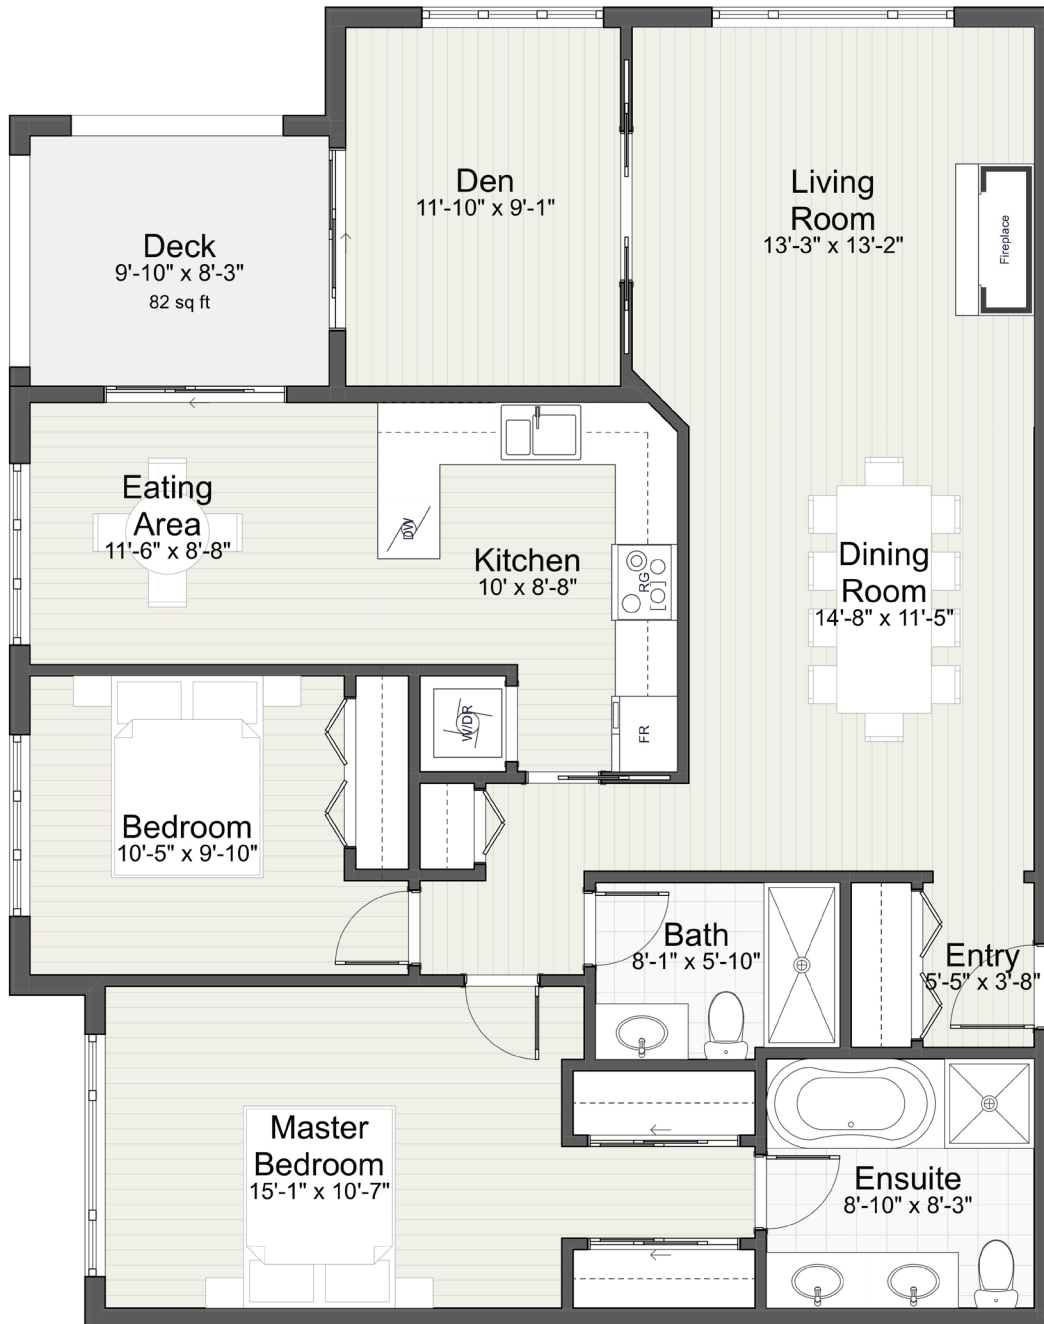 Den
11'-10" x 9'-1"
Living
Room
13'-3" x 13'-2"
Fireplace
Deck
9'-10" x 8'-3"
82 sq ft
Eating
Area
11'-6" x 8'-8"
DW
Kitchen
10' x 8'-8"
RG
Dining
Room
14'-8" x 11'-5"
W/DR
FR
Bedroom
10'-5" x 9'-10"
Bath
8'-1" x 5'-10"
Entry
5'-5" x 3'-8"
Master
Bedroom
15'-1" x 10'-7"
Ensuite
8'-10" x 8'-3"